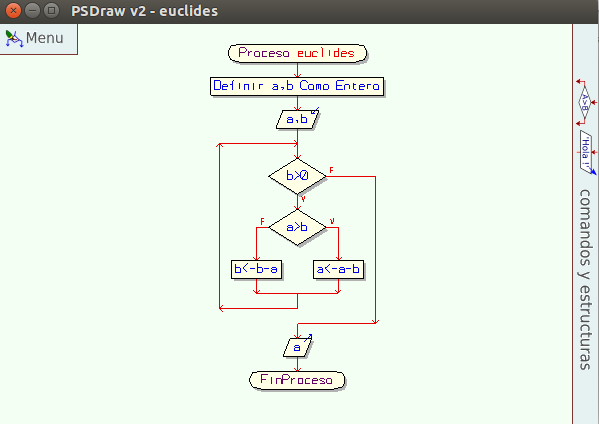 PSDraw v2 - euclides
Menu
Proceso euclides
Definir a,b Como Entero
a,b
b>0
F
V
a>b
F
V
b<-b-a
a<-a-b
a
FinProceso
A>B
"Hola !"
comandos y estructuras